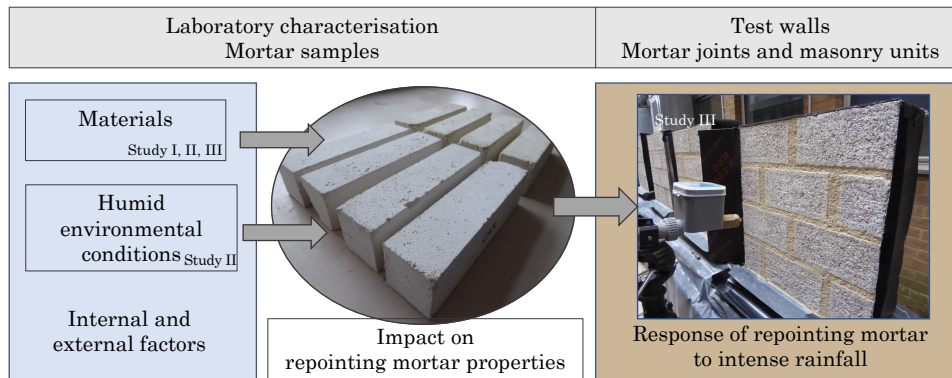 Laboratory characterisation
Mortar samples
Test walls
Mortar joints and masonry units
Materials
Study I, II, III
Humid
environmental
conditions
Study II
Internal and
external factors
Impact on
repointing mortar properties
Study III
Response of repointing mortar
to intense rainfall